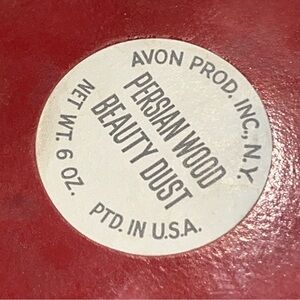 AVON PROD. INC., N.Y.
PERSIAN WOOD
BEAUTY DUST
NET WT. 6 OZ.
PTD. IN U.S.A.